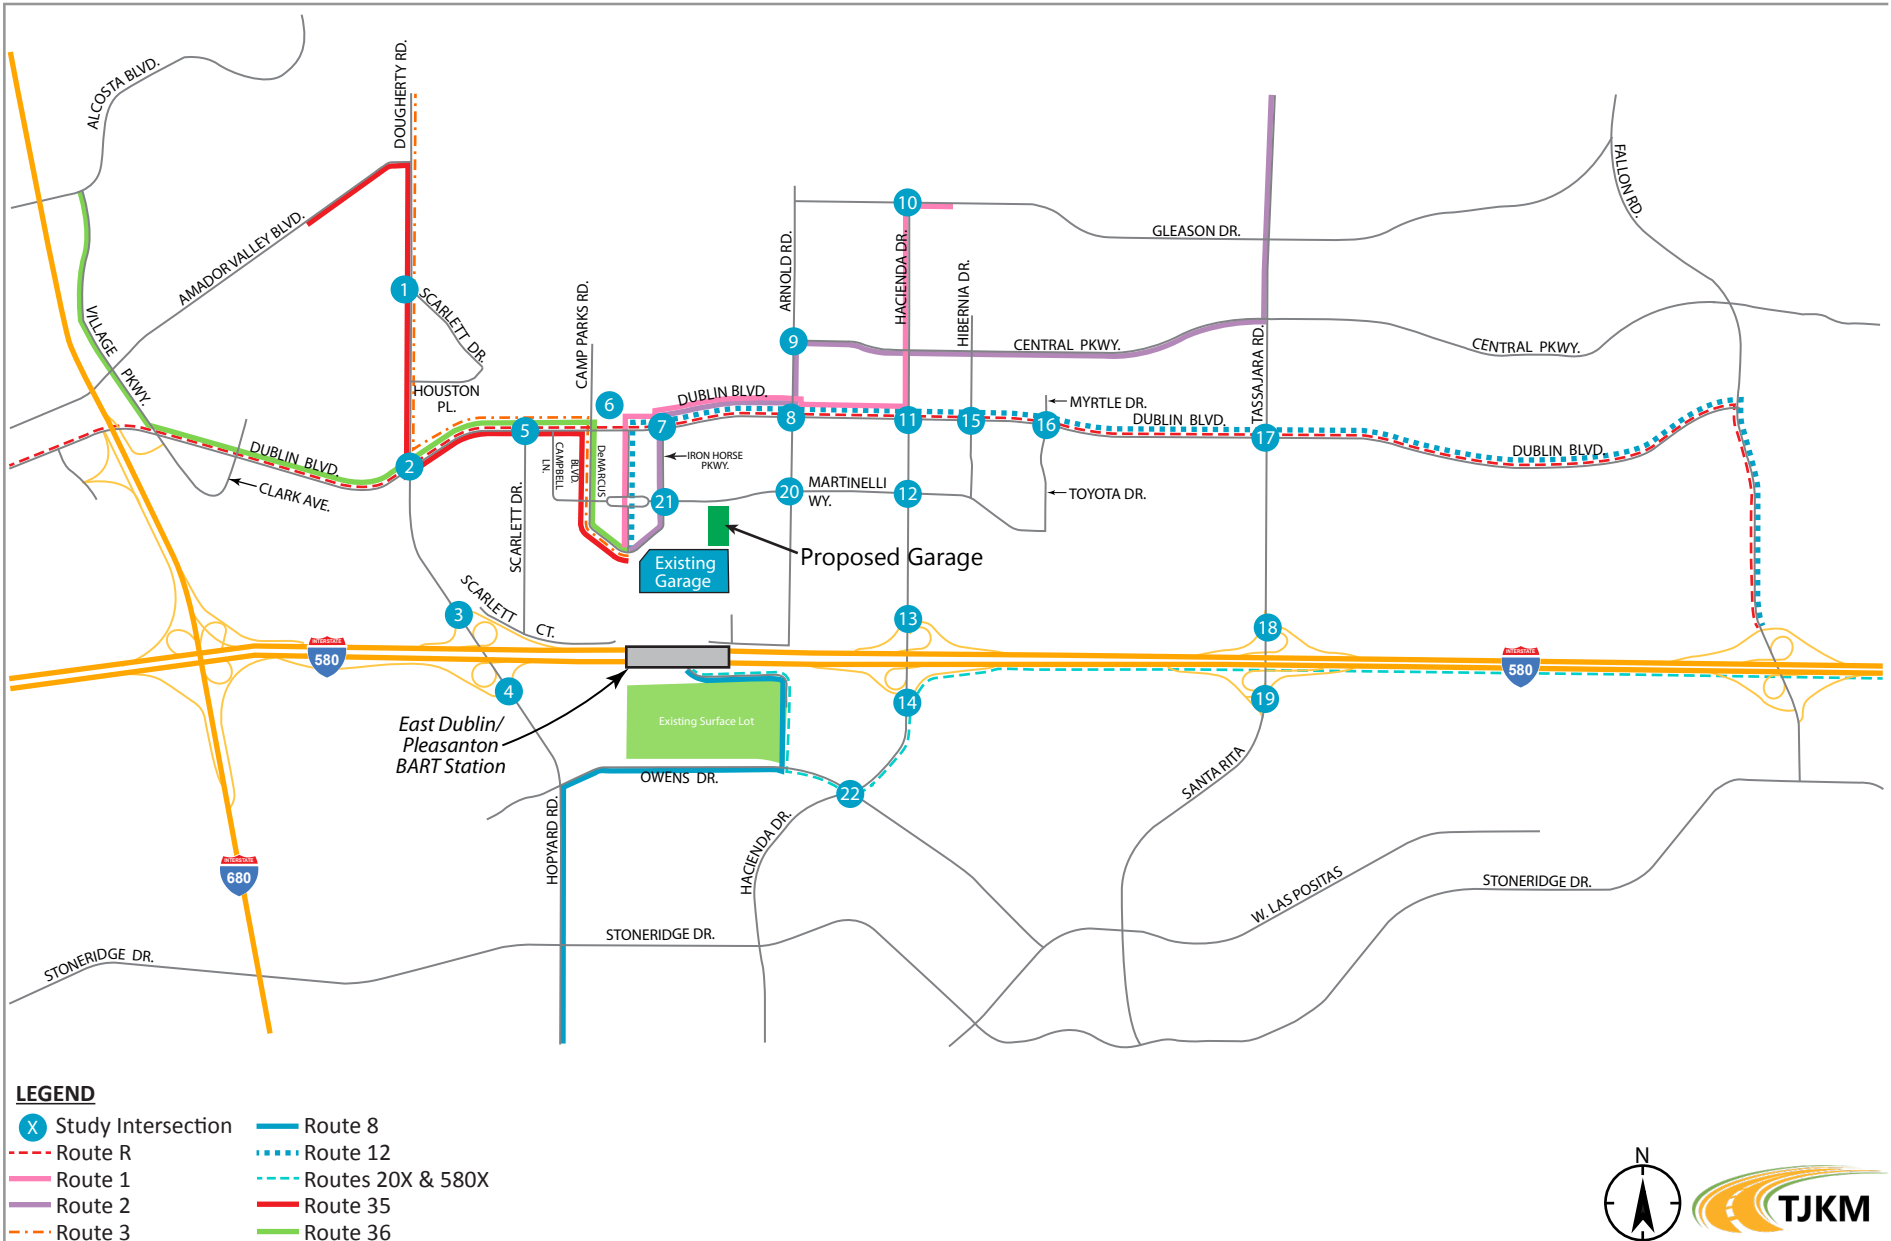 ALCOSTA BLVD.
DOUGHERTY RD.
FALLON RD.
AMADOR VALLEY BLVD.
ARNOLD RD.
HACIENDA DR.
10
GLEASON DR.
HIBERNIA DR.
CAMP PARKS RD.
1
SCARLETT DR.
VILLAGE PKWY.
9
CENTRAL PKWY.
TASSAJARA RD.
CENTRAL PKWY.
HOUSTON
PL.
6
DUBLIN BLVD.
MYRTLE DR.
5
7
8
11
15
16
DUBLIN BLVD.
17
DUBLIN BLVD.
2
DUBLIN BLVD.
CLARK AVE.
CAMPBELL
LN.
DeMARCUS
BLVD.
IRON HORSE
PKWY.
SCARLETT DR.
21
20
MARTINELLI
WY.
12
TOYOTA DR.
Existing
Garage
Proposed Garage
3
SCARLETT CT.
13
18
INTERSTATE
580
INTERSTATE
580
4
14
19
East Dublin/
Pleasanton
BART Station
Existing Surface Lot
OWENS DR.
22
SANTA RITA
HOPYARD RD.
HACIENDA DR.
INTERSTATE
680
W. LAS POSITAS
STONERIDGE DR.
STONERIDGE DR.
STONERIDGE DR.
LEGEND
X Study Intersection
Route R
Route 1
Route 2
Route 3
Route 8
Route 12
Routes 20X & 580X
Route 35
Route 36
N
TJKM